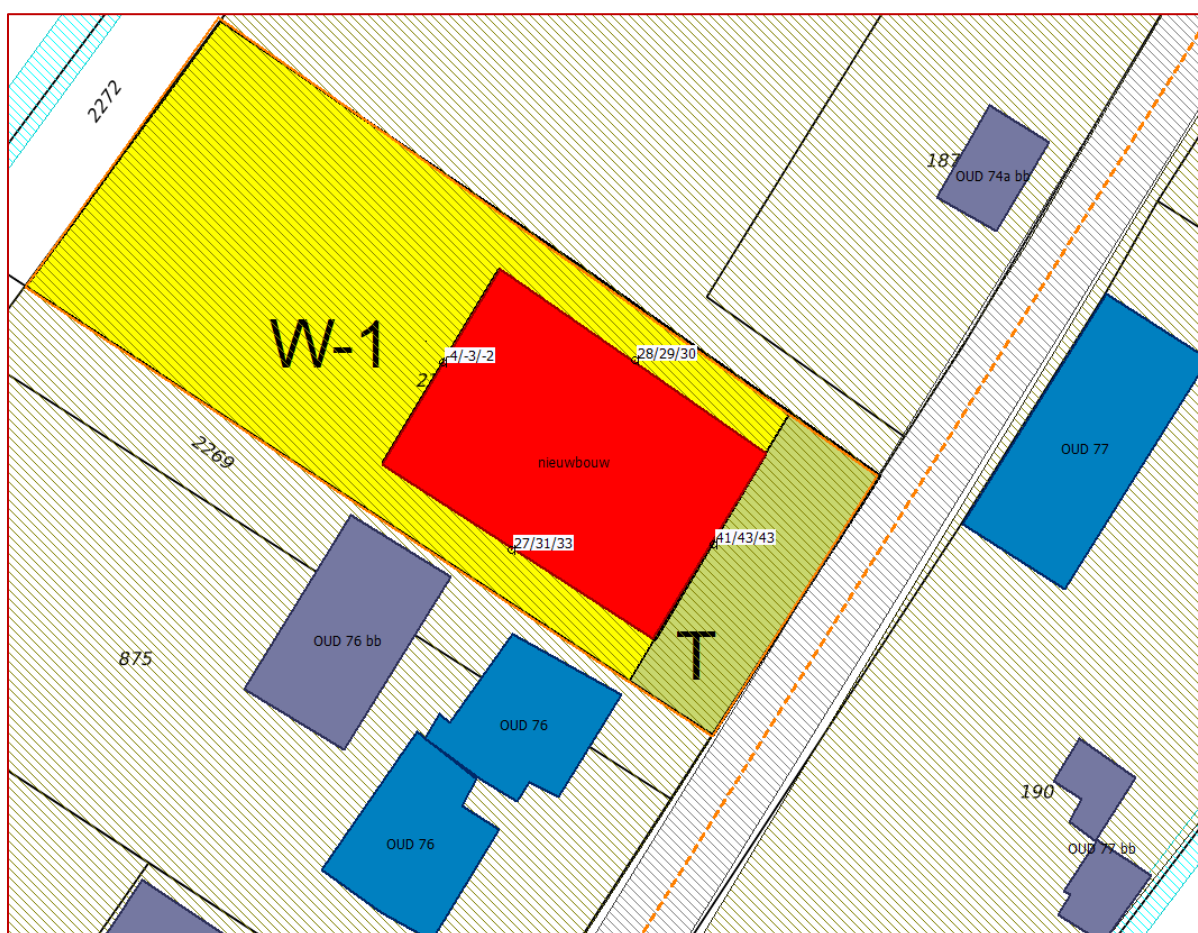 2272
187
OUD 74a bb
W-1
-4/-3/-2
28/29/30
2269
nieuwbouw
OUD 77
27/31/33
41/43/43
OUD 76 bb
875
T
OUD 76
190
OUD 76
OUD 77 bb